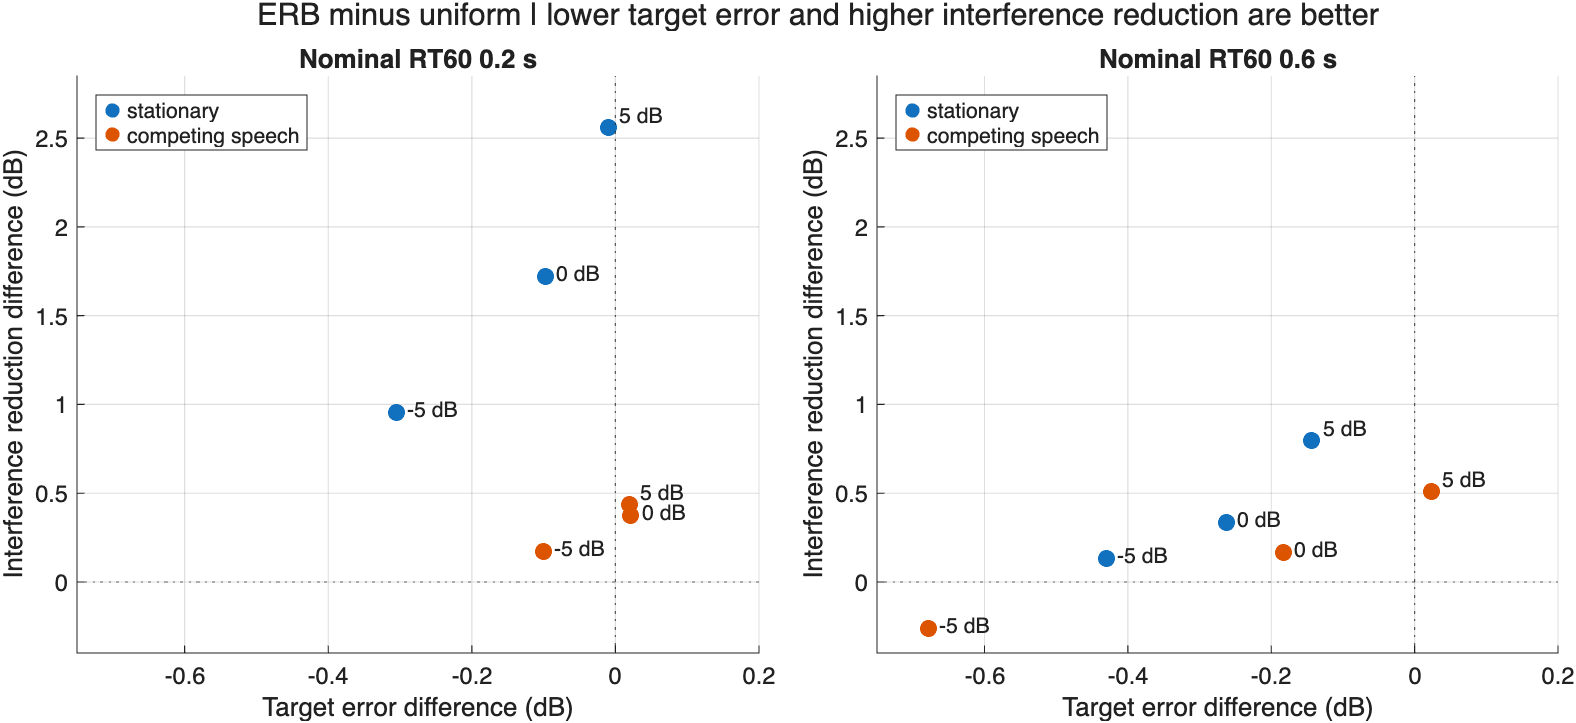 ERB minus uniform | lower target error and higher interference reduction are better
Nominal RT60 0.2 s
stationary
competing speech
5 dB
0 dB
-5 dB
5 dB
0 dB
-5 dB
2.5
2
1.5
1
0.5
0
-0.6
-0.4
-0.2
0
0.2
Interference reduction difference (dB)
Target error difference (dB)
Nominal RT60 0.6 s
stationary
competing speech
5 dB
5 dB
0 dB
0 dB
-5 dB
-5 dB
2.5
2
1.5
1
0.5
0
-0.6
-0.4
-0.2
0
0.2
Interference reduction difference (dB)
Target error difference (dB)